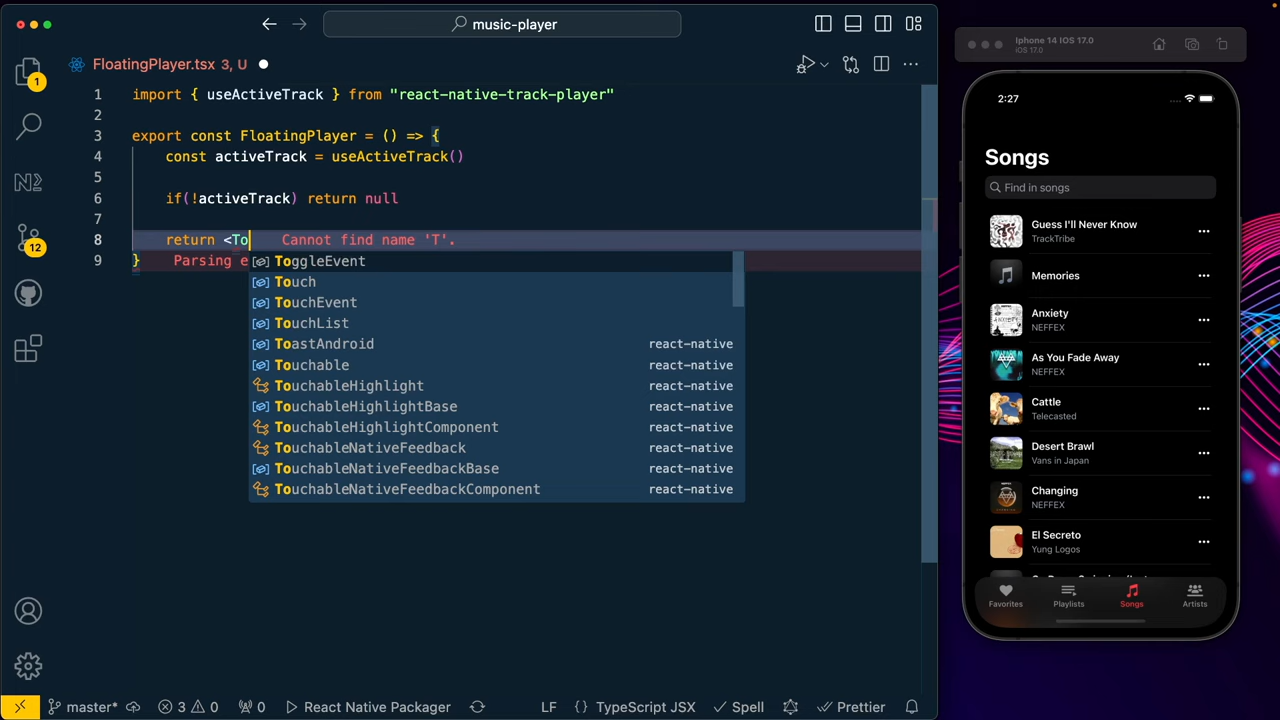 music-player
Iphone 14 IOS 17.0
iOS 17.0
1
FloatingPlayer.tsx 3, U
1 import { useActiveTrack } from "react-native-track-player"
2
3 export const FloatingPlayer = () => {
4 const activeTrack = useActiveTrack()
5
6 if(!activeTrack) return null
7
8 return <To Cannot find name 'T'.
9 } Parsing e
ToggleEvent
Touch
TouchEvent
TouchList
ToastAndroid react-native
Touchable react-native
TouchableHighlight react-native
TouchableHighlightBase react-native
TouchableHighlightComponent react-native
TouchableNativeFeedback react-native
TouchableNativeFeedbackBase react-native
TouchableNativeFeedbackComponent react-native
12
2:27
Songs
Find in songs
Guess I'll Never Know
TrackTribe
Memories
Anxiety
NEFFEX
As You Fade Away
NEFFEX
Cattle
Telecasted
Desert Brawl
Vans in Japan
Changing
NEFFEX
El Secreto
Yung Logos
Favorites
Playlists
Songs
Artists
master* 3 0 0 React Native Packager LF {} TypeScript JSX Spell Prettier